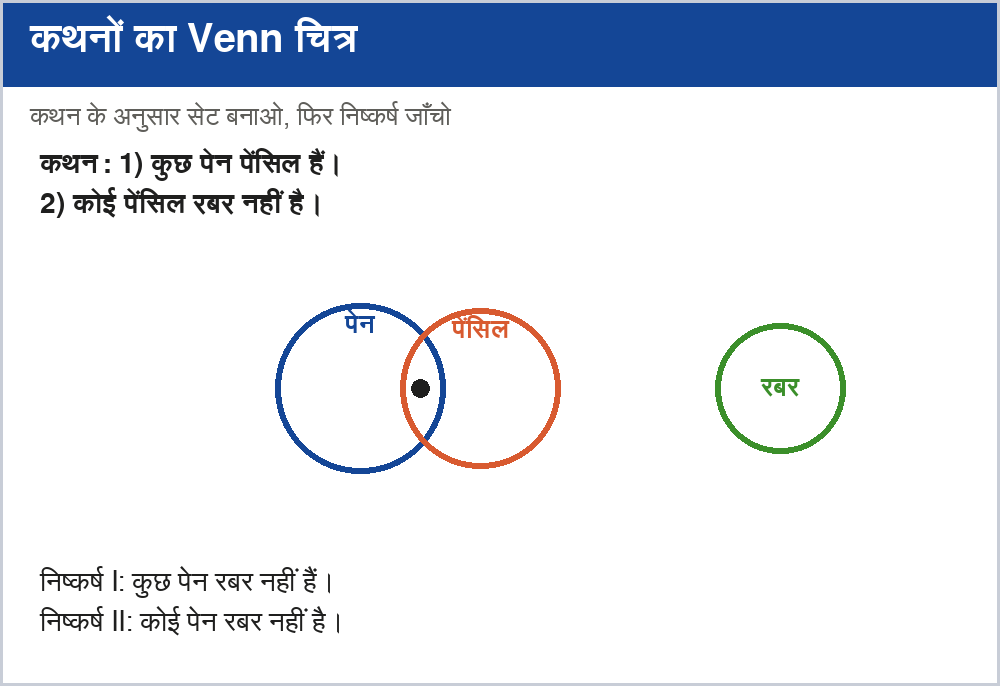 कथनों का Venn चित्र
कथन के अनुसार सेट बनाओ, फिर निष्कर्ष जाँचो
कथन : 1) कुछ पेन पेंसिल हैं।
2) कोई पेंसिल रबर नहीं है।
पेन
पेंसिल
रबर
निष्कर्ष I: कुछ पेन रबर नहीं हैं।
निष्कर्ष II: कोई पेन रबर नहीं है।